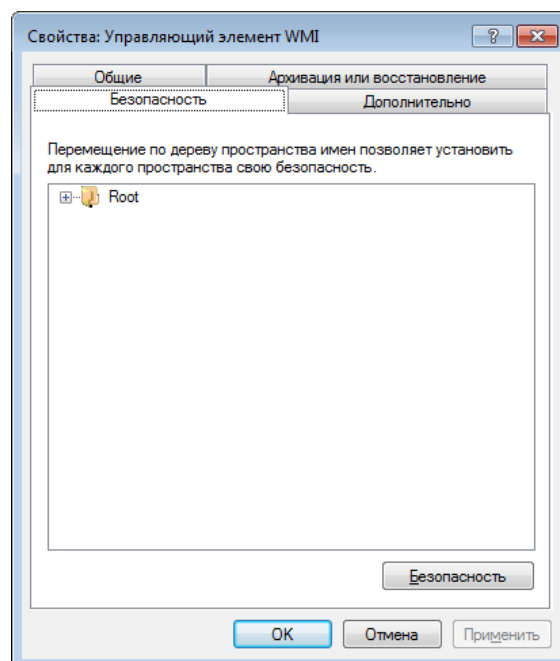 Свойства: Управляющий элемент WMI
Общие
Архивация или восстановление
Безопасность
Дополнительно
Перемещение по дереву пространства имен позволяет установить
для каждого пространства свою безопасность.
Root
Безопасность
OK
Отмена
Применить